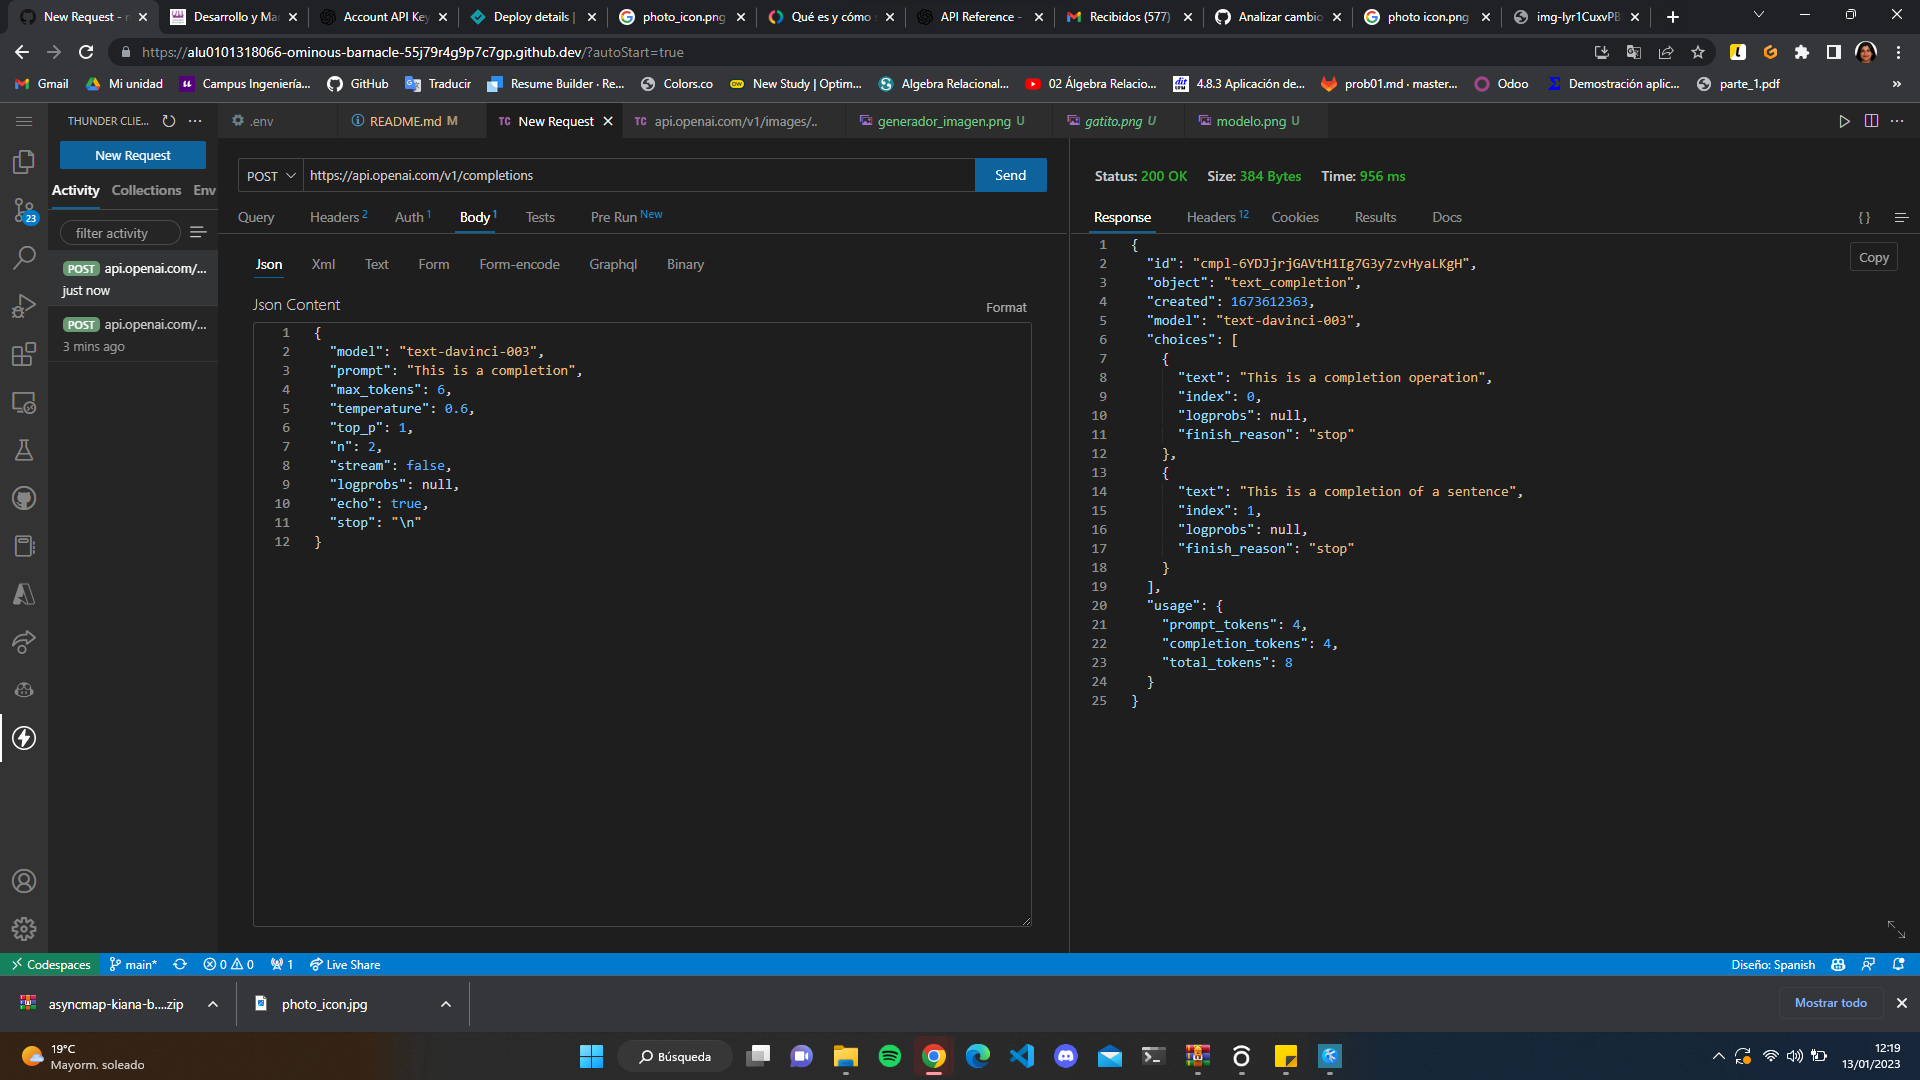 New Request -
Desarrollo y Ma
Account API Key
Deploy details |
photo_icon.png
Qué es y cómo
API Reference -
Recibidos (577)
Analizar cambio
photo icon.png
img-lyr1CuxvPB
https://alu0101318066-ominous-barnacle-55j79r4g9p7c7gp.github.dev/?autoStart=true
Gmail
Mi unidad
Campus Ingeniería...
GitHub
Traducir
Resume Builder · Re...
Colors.co
New Study | Optim...
Algebra Relacional...
02 Álgebra Relacio...
4.8.3 Aplicación de...
prob01.md · master...
Odoo
Demostración aplic...
parte_1.pdf
»
THUNDER CLIE...
.env
README.md M
TC New Request
TC api.openai.com/v1/images/..
generador_imagen.png U
gatito.png U
modelo.png U
New Request
Activity
Collections
Env
filter activity
POST api.openai.com/...
just now
POST api.openai.com/...
3 mins ago
23
POST
https://api.openai.com/v1/completions
Send
Query
Headers 2
Auth 1
Body 1
Tests
Pre Run New
Json
Xml
Text
Form
Form-encode
Graphql
Binary
Json Content
Format
1 {
2 "model": "text-davinci-003",
3 "prompt": "This is a completion",
4 "max_tokens": 6,
5 "temperature": 0.6,
6 "top_p": 1,
7 "n": 2,
8 "stream": false,
9 "logprobs": null,
10 "echo": true,
11 "stop": "\n"
12 }
Status: 200 OK
Size: 384 Bytes
Time: 956 ms
Response
Headers 12
Cookies
Results
Docs
{ }
Copy
1 {
2 "id": "cmpl-6YDJjrjGAVtH1Ig7G3y7zvHyaLKgH",
3 "object": "text_completion",
4 "created": 1673612363,
5 "model": "text-davinci-003",
6 "choices": [
7 {
8 "text": "This is a completion operation",
9 "index": 0,
10 "logprobs": null,
11 "finish_reason": "stop"
12 },
13 {
14 "text": "This is a completion of a sentence",
15 "index": 1,
16 "logprobs": null,
17 "finish_reason": "stop"
18 }
19 ],
20 "usage": {
21 "prompt_tokens": 4,
22 "completion_tokens": 4,
23 "total_tokens": 8
24 }
25 }
Codespaces
main*
0
0
1
Live Share
Diseño: Spanish
asyncmap-kiana-b....zip
photo_icon.jpg
Mostrar todo
19°C
Mayorm. soleado
Búsqueda
12:19
13/01/2023